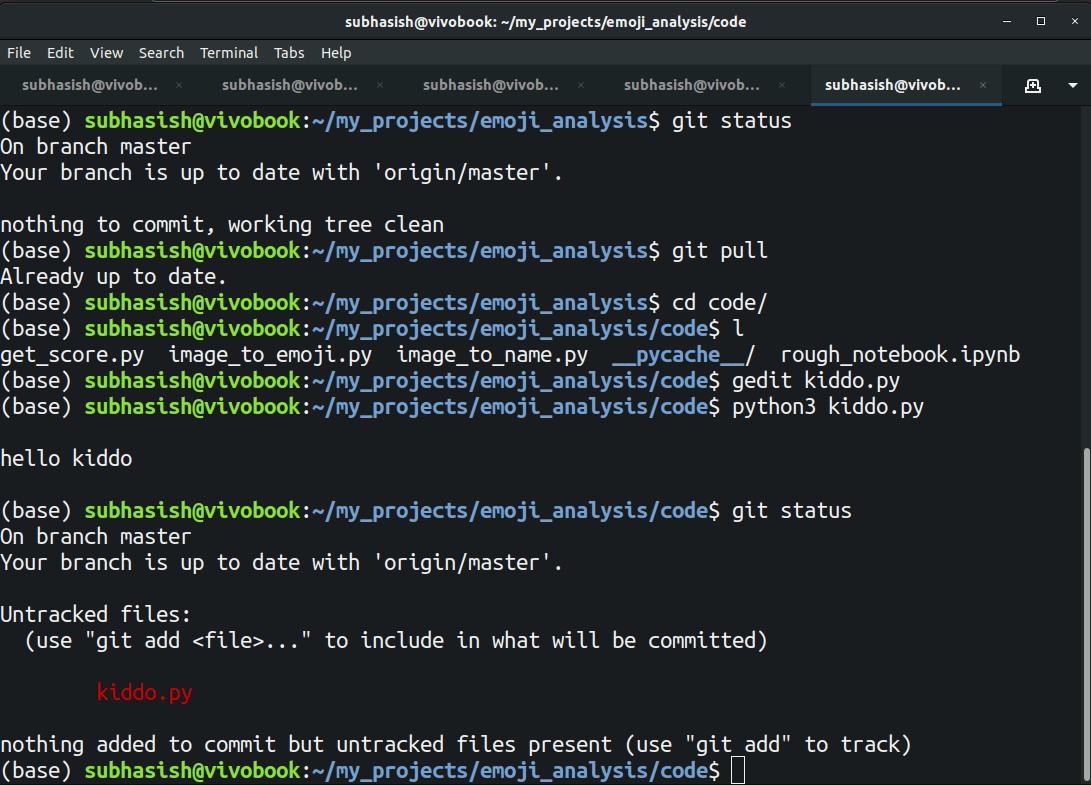 subhasish@vivobook: ~/my_projects/emoji_analysis/code
File Edit View Search Terminal Tabs Help
subhasish@vivob... × subhasish@vivob... × subhasish@vivob... × subhasish@vivob... × subhasish@vivob... ×
(base) subhasish@vivobook:~/my_projects/emoji_analysis$ git status
On branch master
Your branch is up to date with 'origin/master'.
nothing to commit, working tree clean
(base) subhasish@vivobook:~/my_projects/emoji_analysis$ git pull
Already up to date.
(base) subhasish@vivobook:~/my_projects/emoji_analysis$ cd code/
(base) subhasish@vivobook:~/my_projects/emoji_analysis/code$ l
get_score.py  image_to_emoji.py  image_to_name.py  __pycache__/  rough_notebook.ipynb
(base) subhasish@vivobook:~/my_projects/emoji_analysis/code$ gedit kiddo.py
(base) subhasish@vivobook:~/my_projects/emoji_analysis/code$ python3 kiddo.py
hello kiddo
(base) subhasish@vivobook:~/my_projects/emoji_analysis/code$ git status
On branch master
Your branch is up to date with 'origin/master'.
Untracked files:
  (use "git add <file>..." to include in what will be committed)
kiddo.py
nothing added to commit but untracked files present (use "git add" to track)
(base) subhasish@vivobook:~/my_projects/emoji_analysis/code$